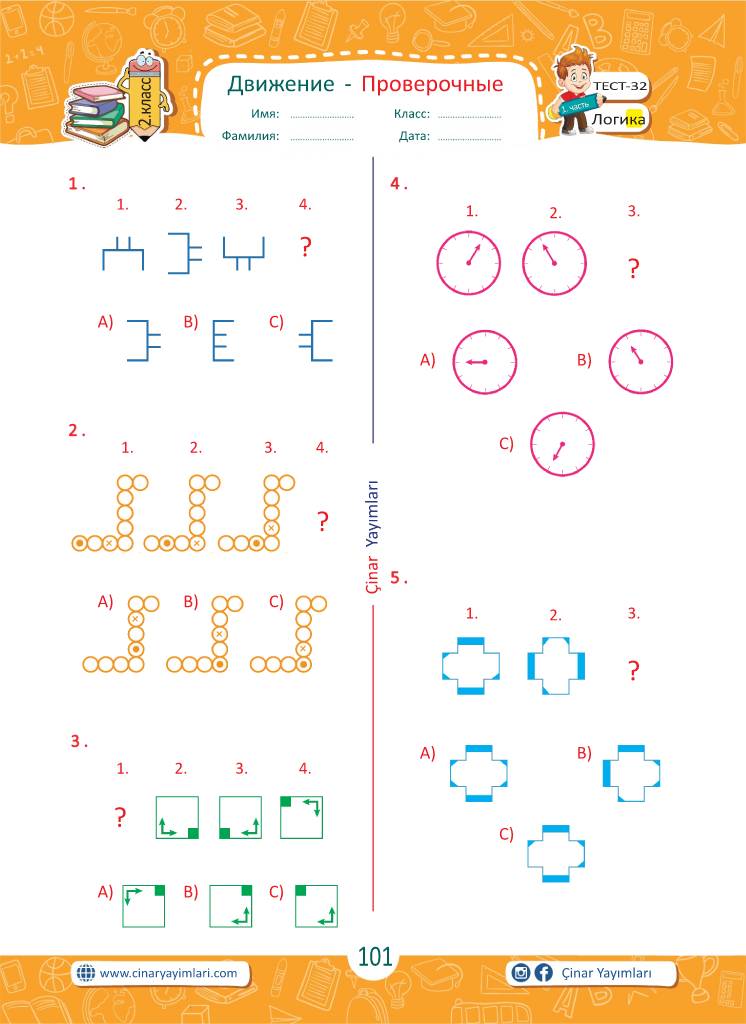 2.класс
Движение - Проверочные
Имя: ........................ Класс: ........................
Фамилия: ........................ Дата: ........................
ТЕСТ-32
1 часть
Логика
1.
1. 2. 3. 4.
?
A) B) C)
2.
1. 2. 3. 4.
?
A) B) C)
3.
1. 2. 3. 4.
?
A) B) C)
Çinar Yayımları
4.
1. 2. 3.
?
A) B)
C)
5.
1. 2. 3.
?
A) B)
C)
www.cinaryayimlari.com
101
Çinar Yayımları